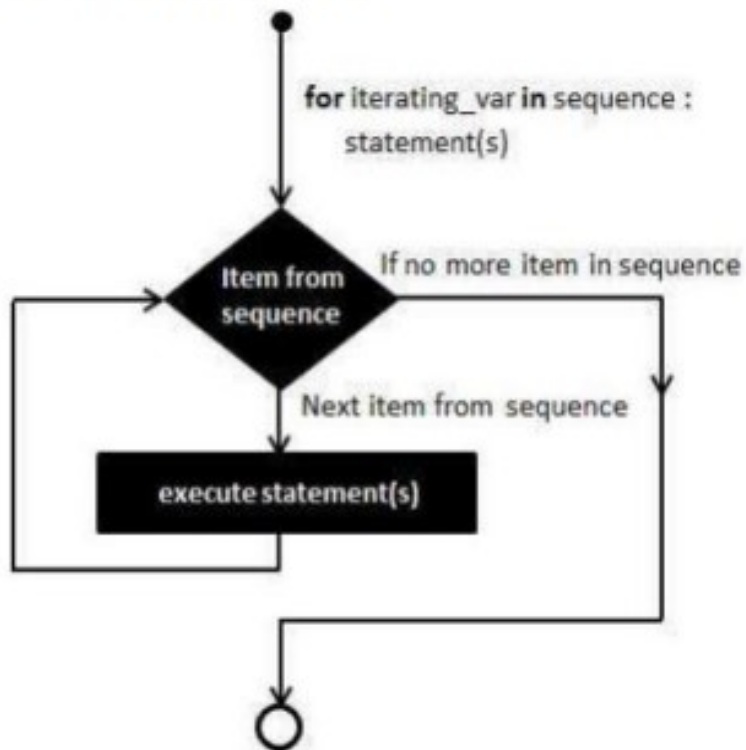 for iterating_var in sequence :
statement(s)
If no more item in sequence
Item from
sequence
Next item from sequence
execute statement(s)